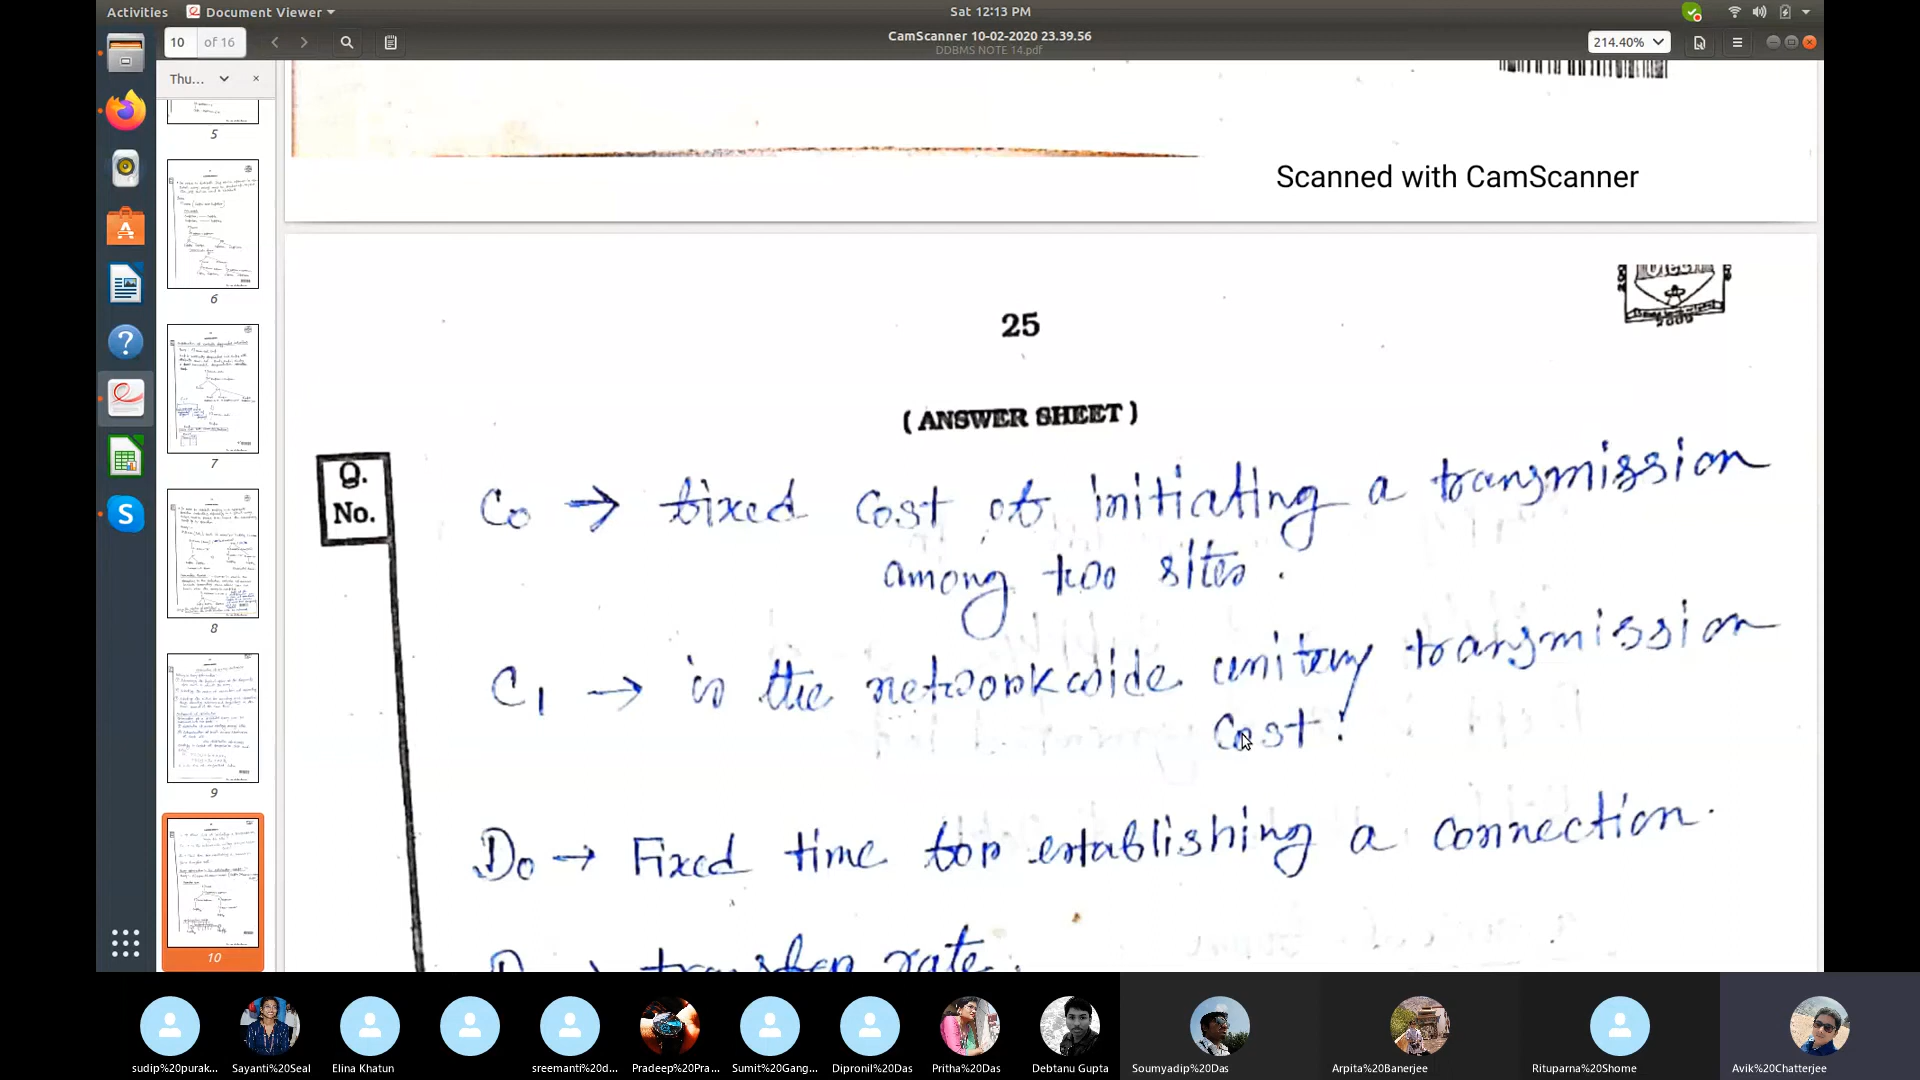 Activities
Document Viewer
Sat 12:13 PM
10
of 16
CamScanner 10-02-2020 23.39.56
DDBMS NOTE 14.pdf
214.40%
Thu...
5
6
7
8
9
10
Scanned with CamScanner
2009
25
( ANSWER SHEET )
Q.
No.
C0 → fixed cost of initiating a transmission
among two sites.
C1 → is the networkwide unitary transmission
cost.
D0 → Fixed time for establishing a connection.
→ transfer rate.
sudip%20purak...
Sayanti%20Seal
Elina Khatun
sreemanti%20d...
Pradeep%20Pra...
Sumit%20Gang...
Dipronil%20Das
Pritha%20Das
Debtanu Gupta
Soumyadip%20Das
Arpita%20Banerjee
Rituparna%20Shome
Avik%20Chatterjee